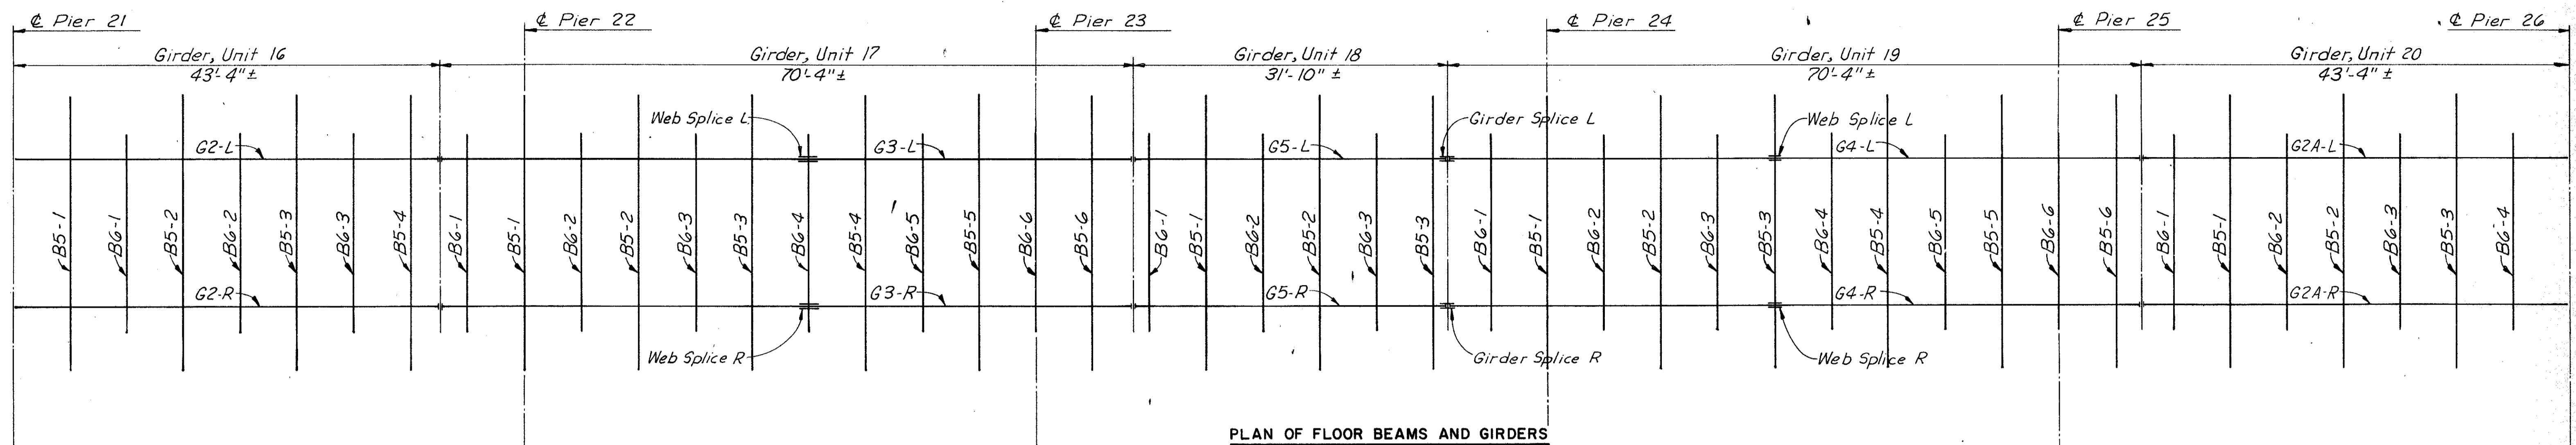 ℄ Pier 21
℄ Pier 22
℄ Pier 23
℄ Pier 24
℄ Pier 25
℄ Pier 26
Girder, Unit 16
43'-4"±
Girder, Unit 17
70'-4"±
Girder, Unit 18
31'-10"±
Girder, Unit 19
70'-4"±
Girder, Unit 20
43'-4"±
Web Splice L
Girder Splice L
Web Splice L
G2-L
G3-L
G5-L
G4-L
G2A-L
B5-1
B6-1
B5-2
B6-2
B5-3
B6-3
B5-4
B6-1
B5-1
B6-2
B5-2
B6-3
B5-3
B6-4
B5-4
B6-5
B5-5
B6-6
B5-6
B6-1
B5-1
B6-2
B5-2
B6-3
B5-3
B6-1
B5-1
B6-2
B5-2
B6-3
B5-3
B6-4
B5-4
B6-5
B5-5
B6-6
B5-6
B6-1
B5-1
B6-2
B5-2
B6-3
B5-3
B6-4
G2-R
G3-R
G5-R
G4-R
G2A-R
Web Splice R
Girder Splice R
Web Splice R
PLAN OF FLOOR BEAMS AND GIRDERS